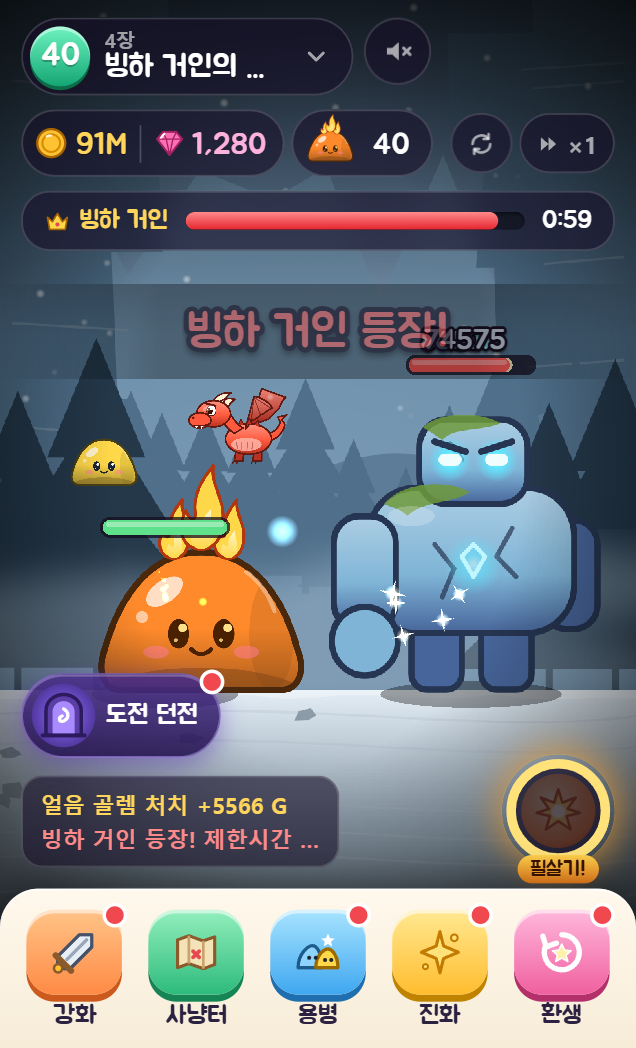 40
4장
빙하 거인의 ...
91M
1,280
40
×1
빙하 거인
0:59
빙하 거인 등장!
도전 던전
얼음 골렘 처치 +5566 G
빙하 거인 등장! 제한시간 ...
필살기!
강화
사냥터
용병
진화
환생